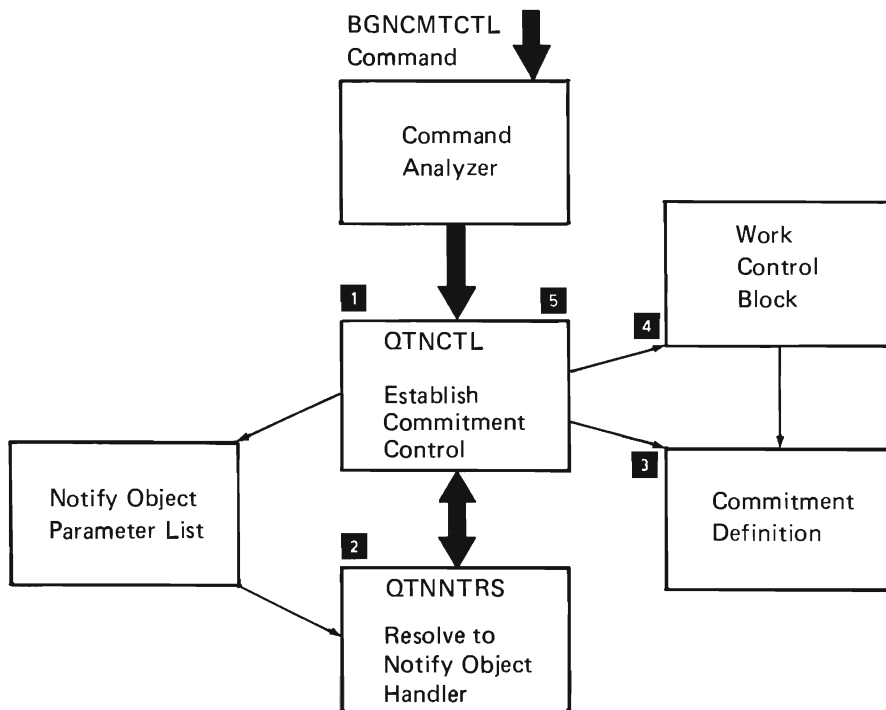 BGNCMTCTL
Command
Command
Analyzer
1
5
QTNCTL
Establish
Commitment
Control
4
Work
Control
Block
3
Commitment
Definition
Notify Object
Parameter List
2
QTNNTRS
Resolve to
Notify Object
Handler